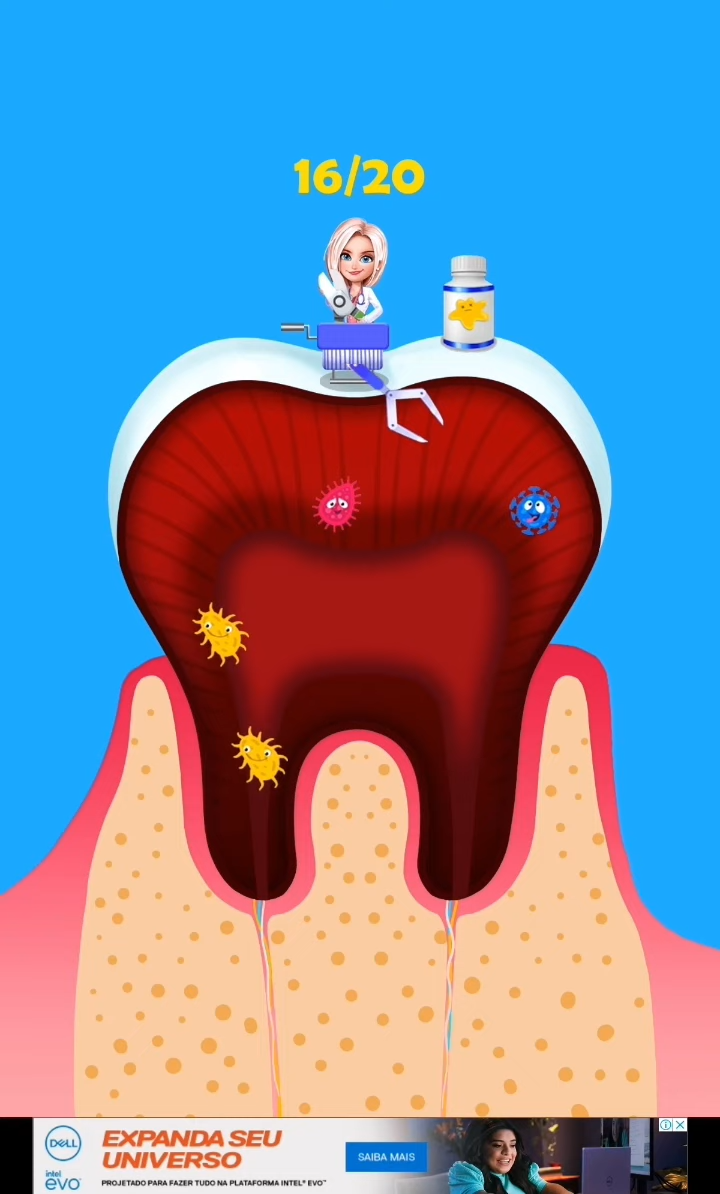 16/20
DELL
intel
evo
EXPANDA SEU
UNIVERSO
PROJETADO PARA FAZER TUDO NA PLATAFORMA INTEL® EVO™
SAIBA MAIS